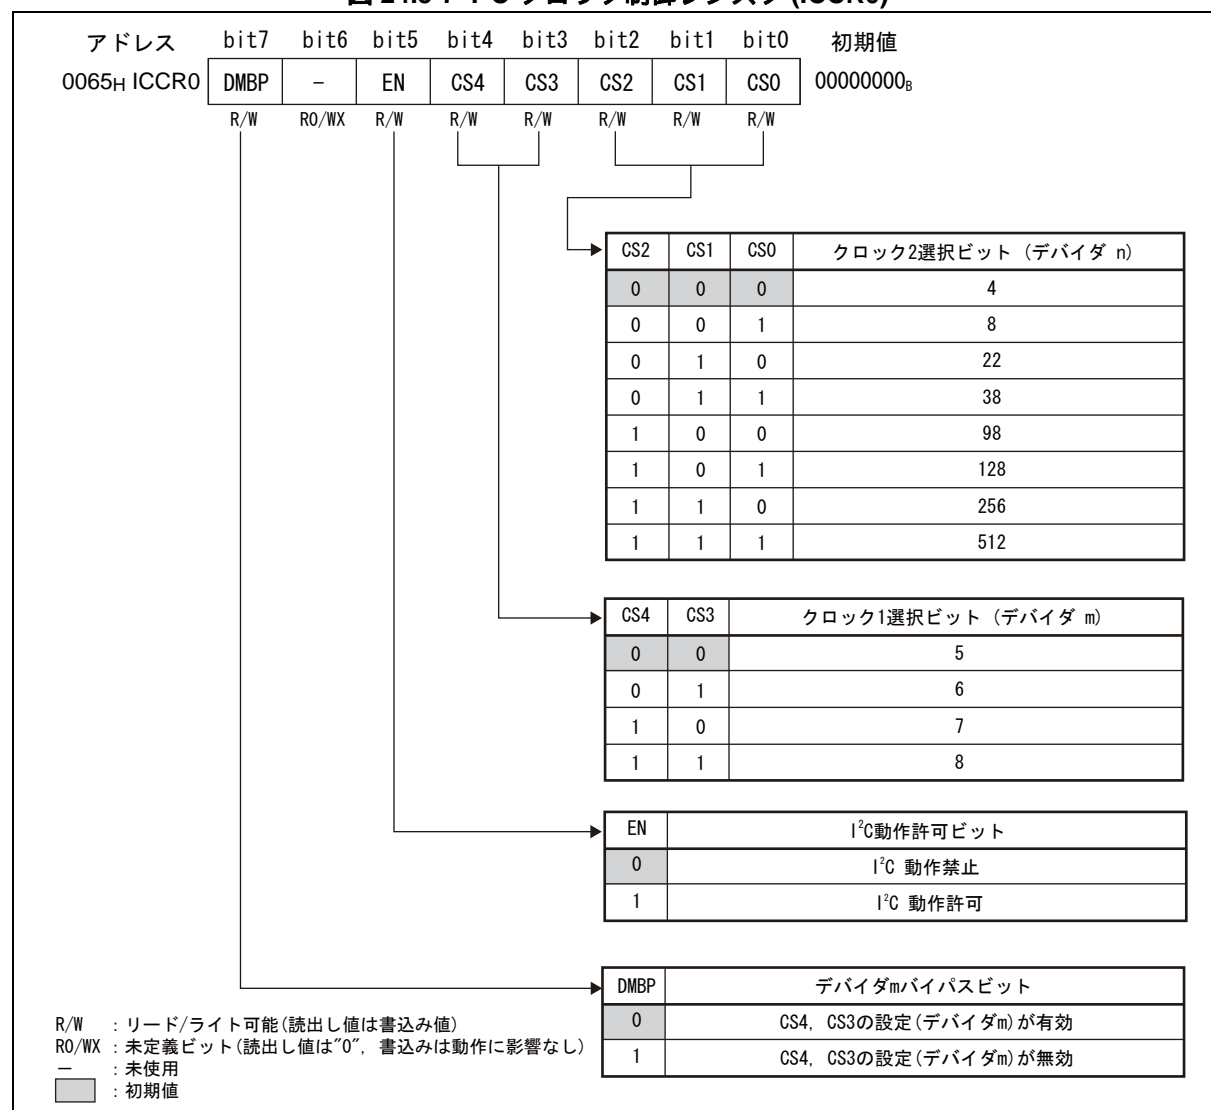 アドレス bit7 bit6 bit5 bit4 bit3 bit2 bit1 bit0 初期値
0065H ICCR0 DMBP - EN CS4 CS3 CS2 CS1 CS0 00000000B
R/W R0/WX R/W R/W R/W R/W R/W R/W
CS2 CS1 CS0 クロック2選択ビット (デバイダ n)
0 0 0 4
0 0 1 8
0 1 0 22
0 1 1 38
1 0 0 98
1 0 1 128
1 1 0 256
1 1 1 512
CS4 CS3 クロック1選択ビット (デバイダ m)
0 0 5
0 1 6
1 0 7
1 1 8
EN I²C動作許可ビット
0 I²C 動作禁止
1 I²C 動作許可
DMBP デバイダmバイパスビット
0 CS4, CS3の設定(デバイダm)が有効
1 CS4, CS3の設定(デバイダm)が無効
R/W : リード/ライト可能(読出し値は書込み値)
R0/WX : 未定義ビット(読出し値は"0", 書込みは動作に影響なし)
- : 未使用
: 初期値